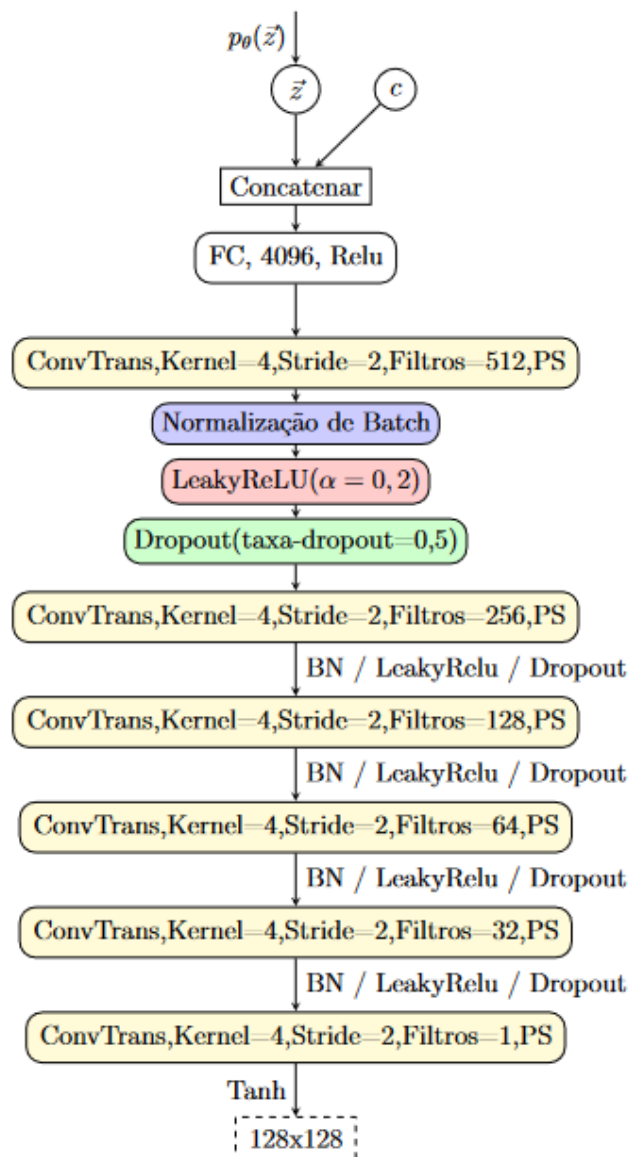 pθ(z⃗)
z⃗
c
Concatenar
FC, 4096, Relu
ConvTrans,Kernel=4,Stride=2,Filtros=512,PS
Normalização de Batch
LeakyReLU(α = 0, 2)
Dropout(taxa-dropout=0,5)
ConvTrans,Kernel=4,Stride=2,Filtros=256,PS
BN / LeakyRelu / Dropout
ConvTrans,Kernel=4,Stride=2,Filtros=128,PS
BN / LeakyRelu / Dropout
ConvTrans,Kernel=4,Stride=2,Filtros=64,PS
BN / LeakyRelu / Dropout
ConvTrans,Kernel=4,Stride=2,Filtros=32,PS
BN / LeakyRelu / Dropout
ConvTrans,Kernel=4,Stride=2,Filtros=1,PS
Tanh
128x128